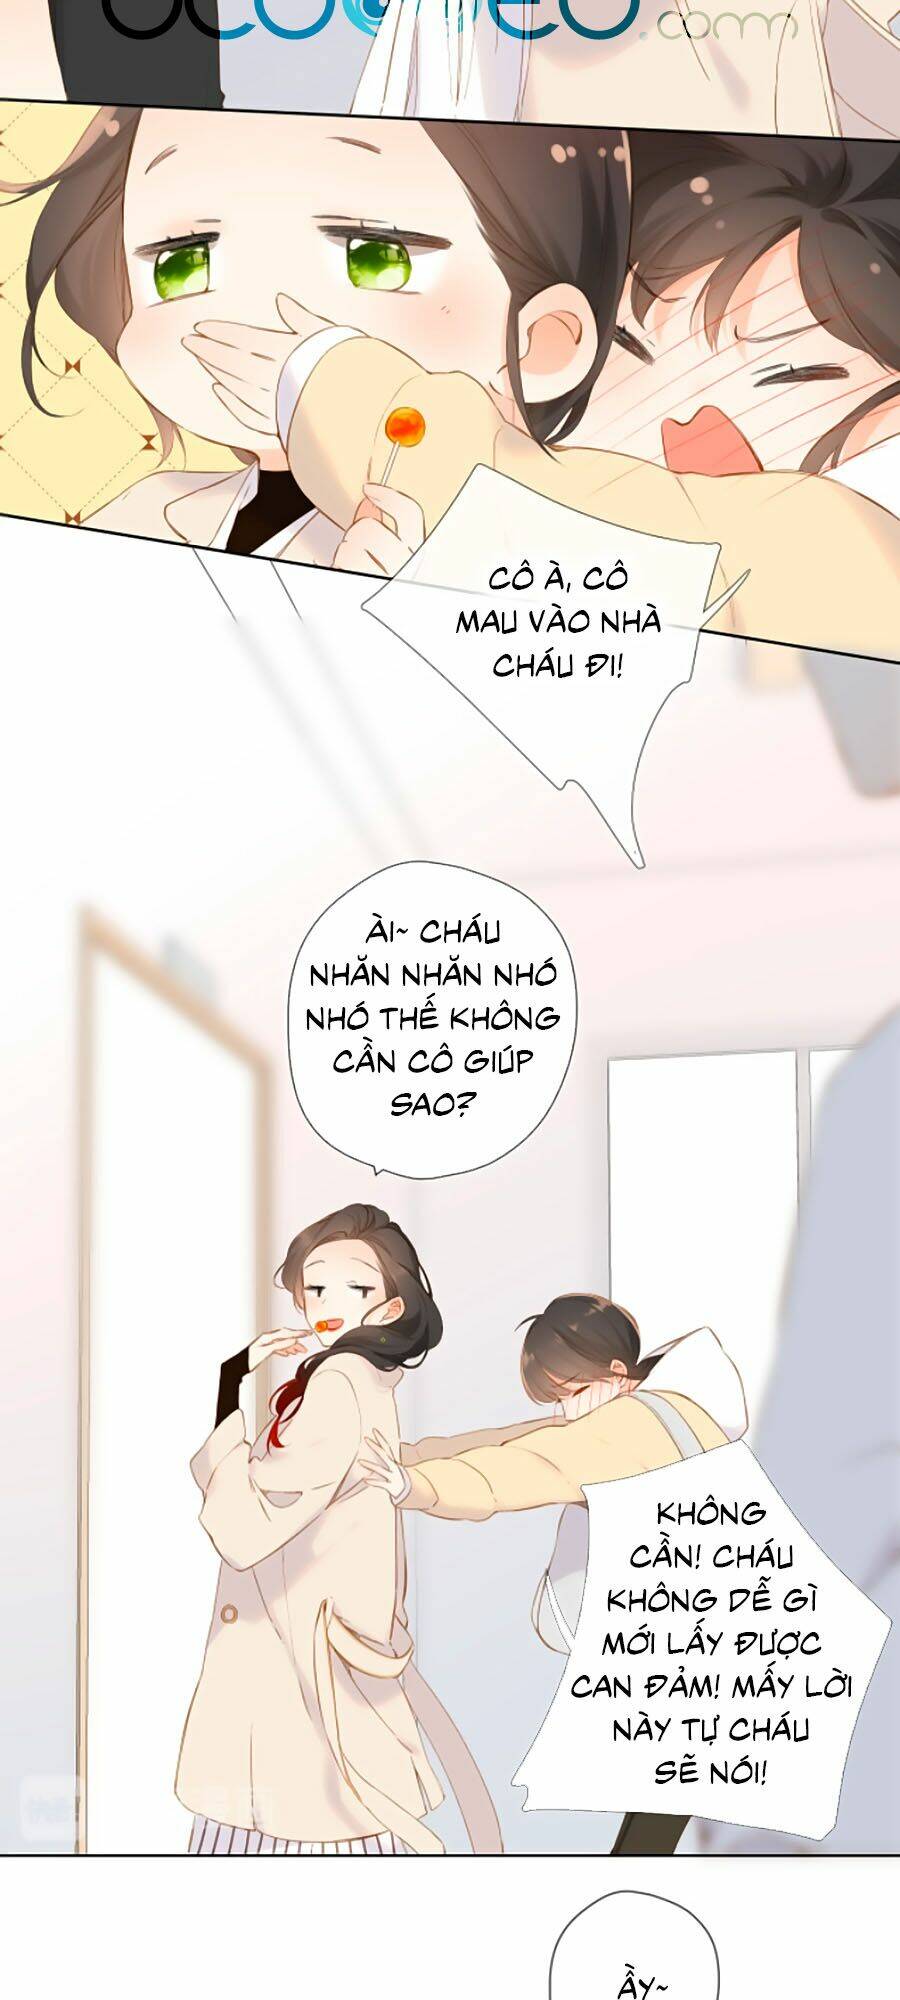 ocomeo.comm
CÔ À, CÔ
MAU VÀO NHÀ
CHÁU ĐI!
ÀI~ CHÁU
NHĂN NHĂN NHÓ
NHÓ THẾ KHÔNG
CẦN CÔ GIÚP
SAO?
KHÔNG
CẦN! CHÁU
KHÔNG DỄ GÌ
MỚI LẤY ĐƯỢC
CAN ĐẢM! MẤY LỜI
NÀY TỰ CHÁU
SẼ NÓI!
ẦY~